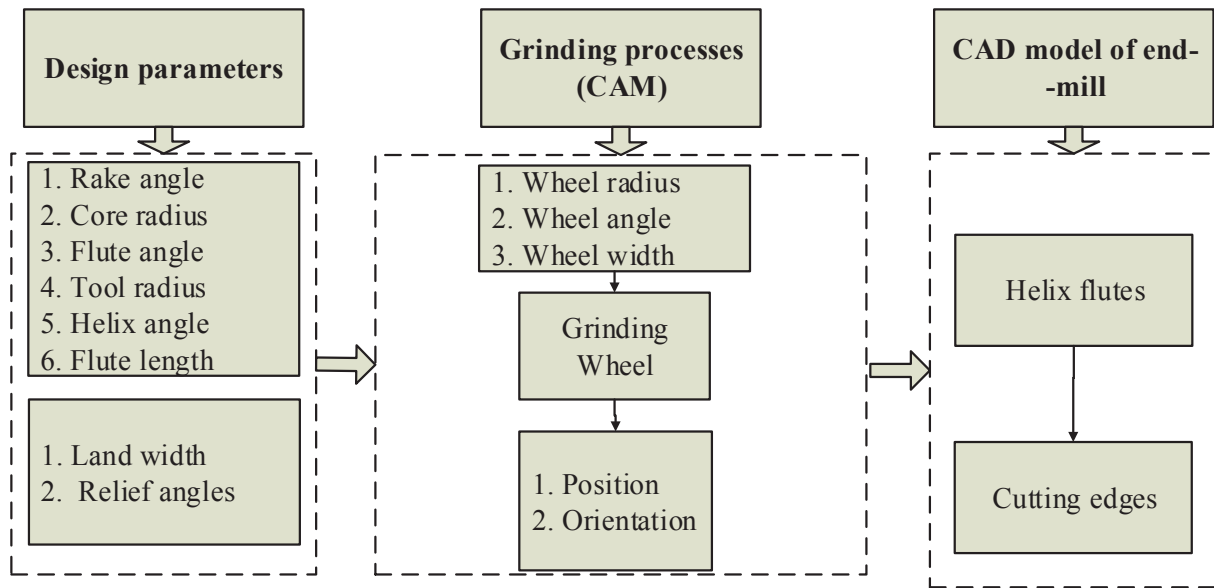 Design parameters
1. Rake angle
2. Core radius
3. Flute angle
4. Tool radius
5. Helix angle
6. Flute length
1. Land width
2. Relief angles
Grinding processes
(CAM)
1. Wheel radius
2. Wheel angle
3. Wheel width
Grinding
Wheel
1. Position
2. Orientation
CAD model of end-
-mill
Helix flutes
Cutting edges